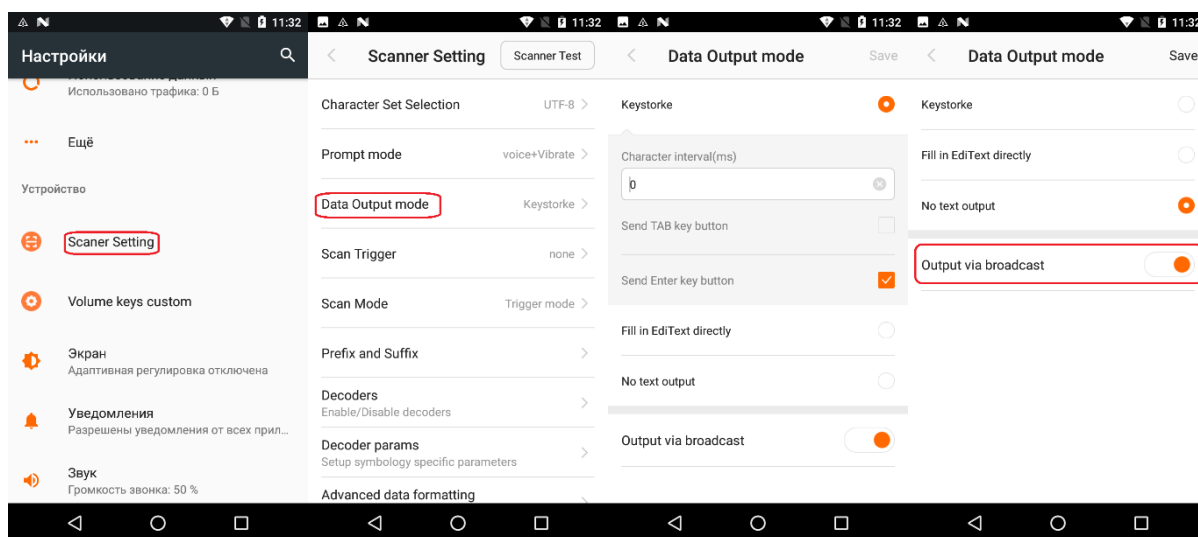 11:32
Настройки
Использовано трафика: 0 Б
Ещё
Устройство
Scaner Setting
Volume keys custom
Экран
Адаптивная регулировка отключена
Уведомления
Разрешены уведомления от всех прил...
Звук
Громкость звонка: 50 %
11:32
Scanner Setting
Scanner Test
Character Set Selection UTF-8
Prompt mode voice+Vibrate
Data Output mode Keystorke
Scan Trigger none
Scan Mode Trigger mode
Prefix and Suffix
Decoders
Enable/Disable decoders
Decoder params
Setup symbology specific parameters
Advanced data formatting
11:32
Data Output mode Save
Keystorke
Character interval(ms)
0
Send TAB key button
Send Enter key button
Fill in EdiText directly
No text output
Output via broadcast
11:32
Data Output mode Save
Keystorke
Fill in EdiText directly
No text output
Output via broadcast